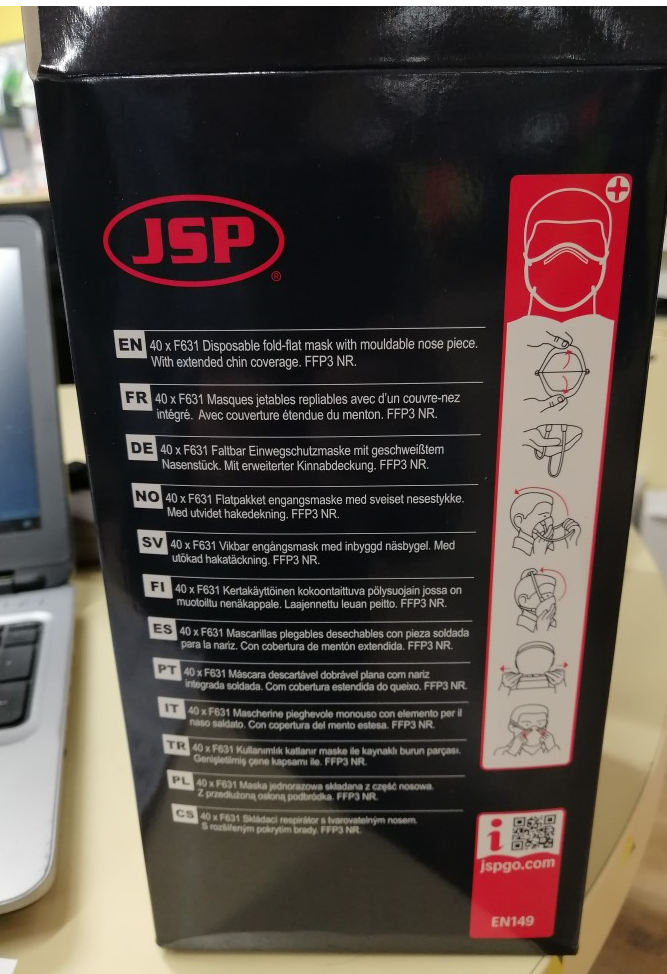 JSP®
EN 40 x F631 Disposable fold-flat mask with mouldable nose piece.
With extended chin coverage. FFP3 NR.
FR 40 x F631 Masques jetables repliables avec d'un couvre-nez
intégré. Avec couverture étendue du menton. FFP3 NR.
DE 40 x F631 Faltbar Einwegschutzmaske mit geschweißtem
Nasenstück. Mit erweiterter Kinnabdeckung. FFP3 NR.
NO 40 x F631 Flatpakket engangsmaske med sveiset nesestykke.
Med utvidet hakedekning. FFP3 NR.
SV 40 x F631 Vikbar engångsmask med inbyggd näsbygel. Med
utökad hakatäckning. FFP3 NR.
FI 40 x F631 Kertakäyttöinen kokoontaittuva pölysuojain jossa on
muotoiltu nenäkappale. Laajennettu leuan peitto. FFP3 NR.
ES 40 x F631 Mascarillas plegables desechables con pieza soldada
para la nariz. Con cobertura de mentón extendida. FFP3 NR.
PT 40 x F631 Máscara descartável dobrável plana com nariz
integrada soldada. Com cobertura estendida do queixo. FFP3 NR.
IT 40 x F631 Mascherine pieghevole monouso con elemento per il
naso saldato. Con copertura del mento estesa. FFP3 NR.
TR 40 x F631 Kullanımlık katlanır maske ile kaynaklı burun parçası.
Genişletilmiş çene kapsamı ile. FFP3 NR.
PL 40 x F631 Maska jednorazowa składana z część nosowa.
Z przedłużoną osłoną podbródka. FFP3 NR.
CS 40 x F631 Skládací respirátor s tvarovatelným nosem.
S rozšířeným pokrytím brady. FFP3 NR.
i
jspgo.com
EN149